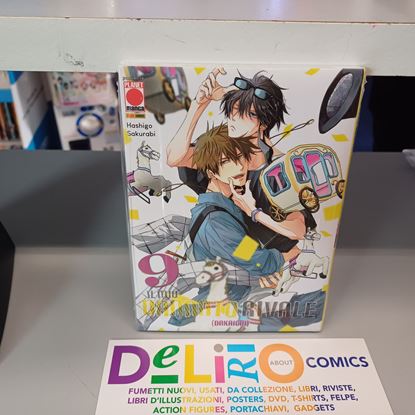 PLANET
manga
Hashigo
Sakurabi
9
IL MIO
DANNATO RIVALE
(DAKAICHI)
DELIRIO ABOUT COMICS
FUMETTI NUOVI, USATI, DA COLLEZIONE, LIBRI, RIVISTE,
LIBRI D'ILLUSTRAZIONI, POSTERS, DVD, T-SHIRTS, FELPE,
ACTION FIGURES, PORTACHIAVI, GADGETS